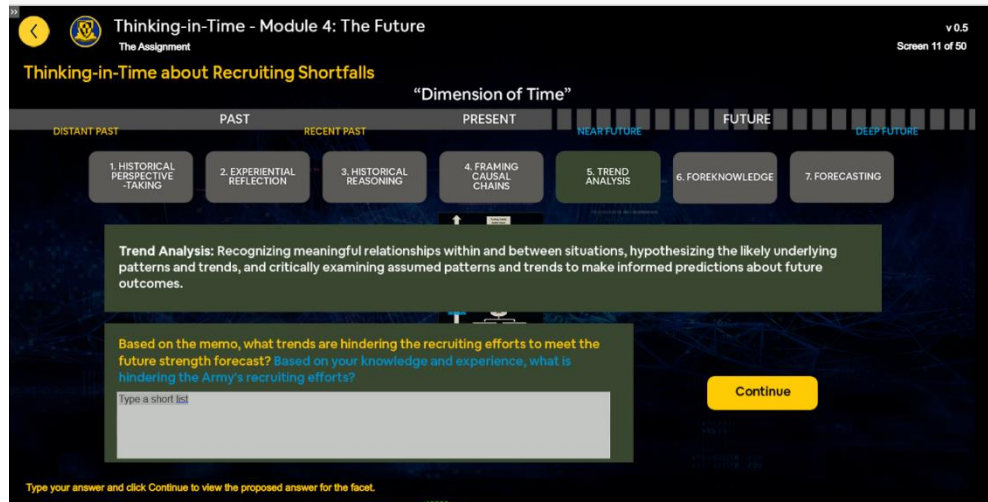 »
Thinking-in-Time - Module 4: The Future
v 0.5
The Assignment
Screen 11 of 50
Thinking-in-Time about Recruiting Shortfalls
“Dimension of Time”
PAST
PRESENT
FUTURE
DISTANT PAST
RECENT PAST
NEAR FUTURE
DEEP FUTURE
1. HISTORICAL
PERSPECTIVE
-TAKING
2. EXPERIENTIAL
REFLECTION
3. HISTORICAL
REASONING
4. FRAMING
CAUSAL
CHAINS
5. TREND
ANALYSIS
6. FOREKNOWLEDGE
7. FORECASTING
Trend Analysis: Recognizing meaningful relationships within and between situations, hypothesizing the likely underlying
patterns and trends, and critically examining assumed patterns and trends to make informed predictions about future
outcomes.
Based on the memo, what trends are hindering the recruiting efforts to meet the
future strength forecast? Based on your knowledge and experience, what is
hindering the Army's recruiting efforts?
Type a short list
Continue
Type your answer and click Continue to view the proposed answer for the facet.